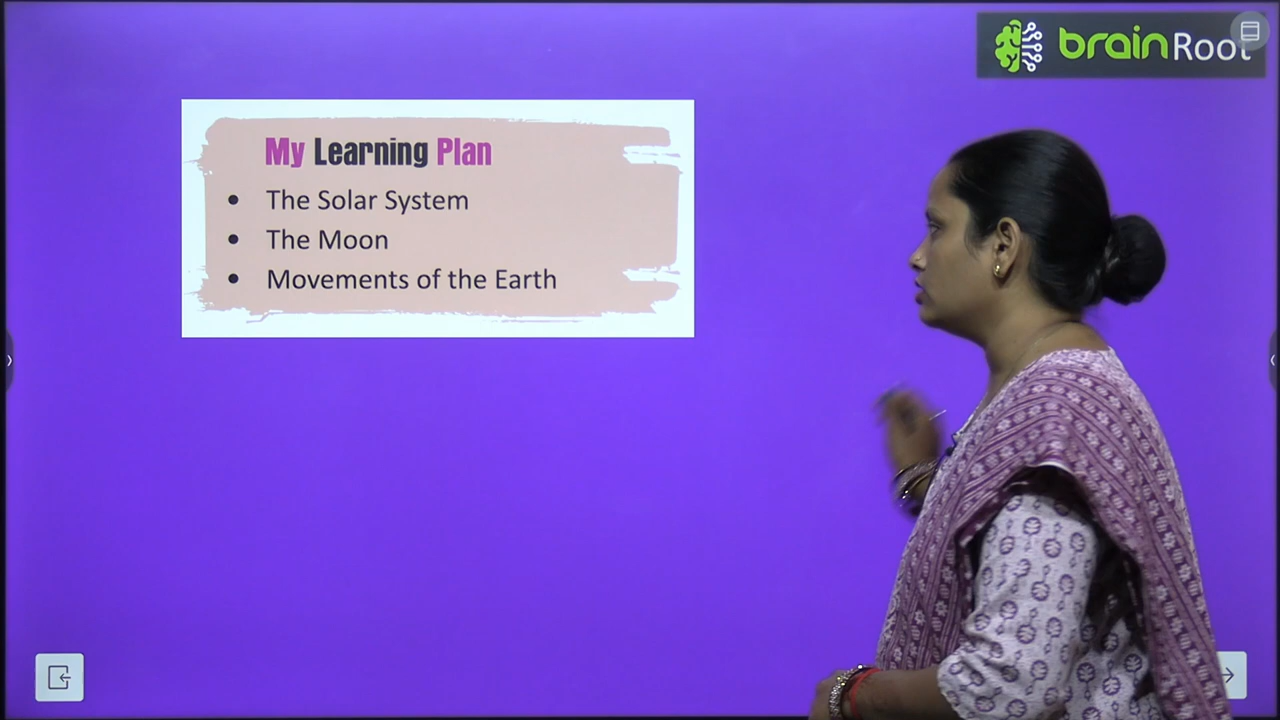 brainRoot
My Learning Plan
• The Solar System
• The Moon
• Movements of the Earth